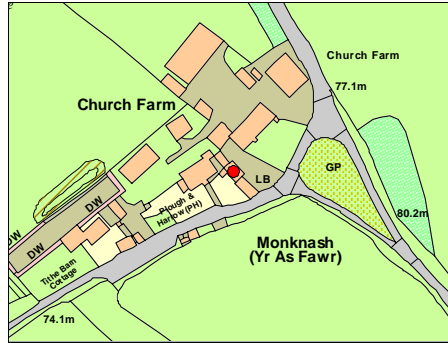 Church Farm
77.1m
Church Farm
GP
LB
DW
Plough &
Harlow (PH)
80.2m
DW
DW
Monknash
(Yr As Fawr)
Tithe Barn
Cottage
74.1m